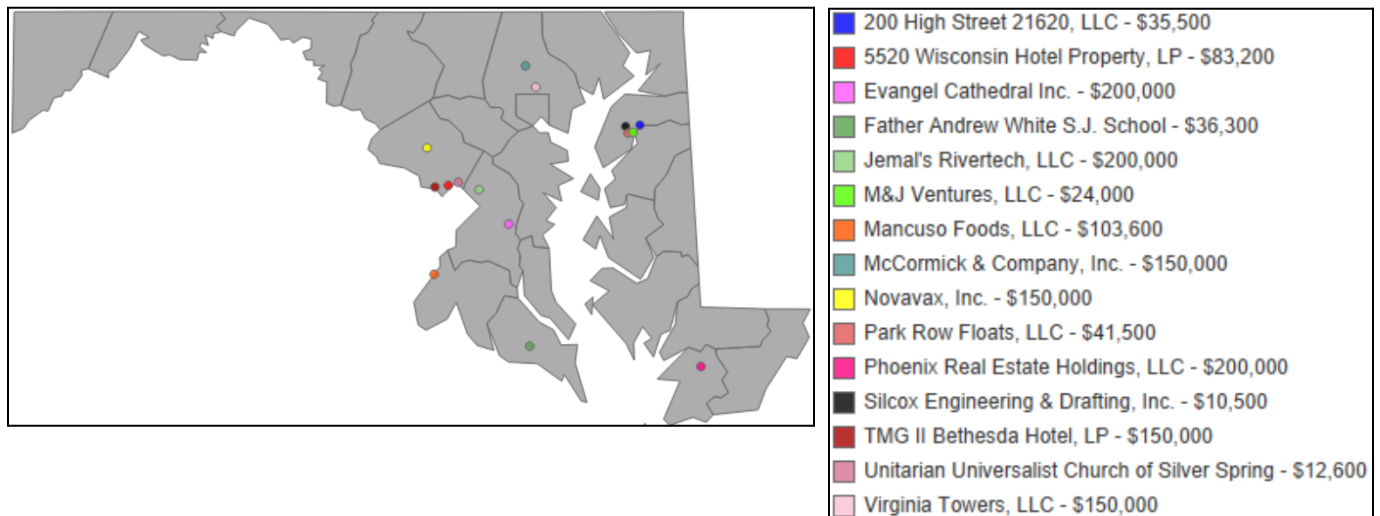 200 High Street 21620, LLC - $35,500
5520 Wisconsin Hotel Property, LP - $83,200
Evangel Cathedral Inc. - $200,000
Father Andrew White S.J. School - $36,300
Jemal's Rivertech, LLC - $200,000
M&J Ventures, LLC - $24,000
Mancuso Foods, LLC - $103,600
McCormick & Company, Inc. - $150,000
Novavax, Inc. - $150,000
Park Row Floats, LLC - $41,500
Phoenix Real Estate Holdings, LLC - $200,000
Silcox Engineering & Drafting, Inc. - $10,500
TMG II Bethesda Hotel, LP - $150,000
Unitarian Universalist Church of Silver Spring - $12,600
Virginia Towers, LLC - $150,000